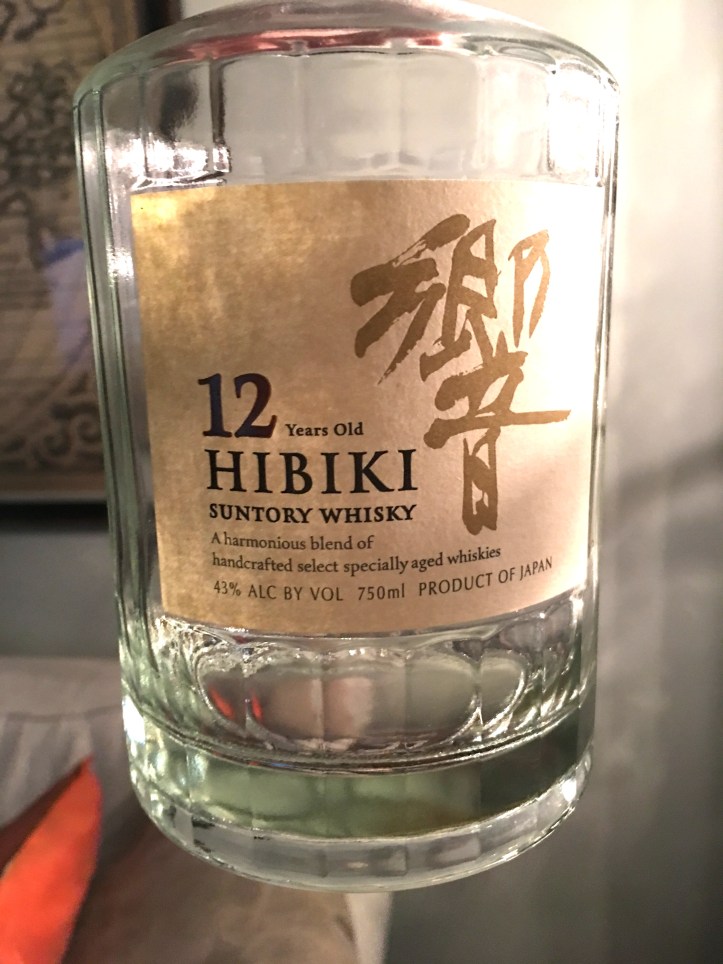 響
12 Years Old
HIBIKI
SUNTORY WHISKY
A harmonious blend of
handcrafted select specially aged whiskies
43% ALC BY VOL 750ml PRODUCT OF JAPAN